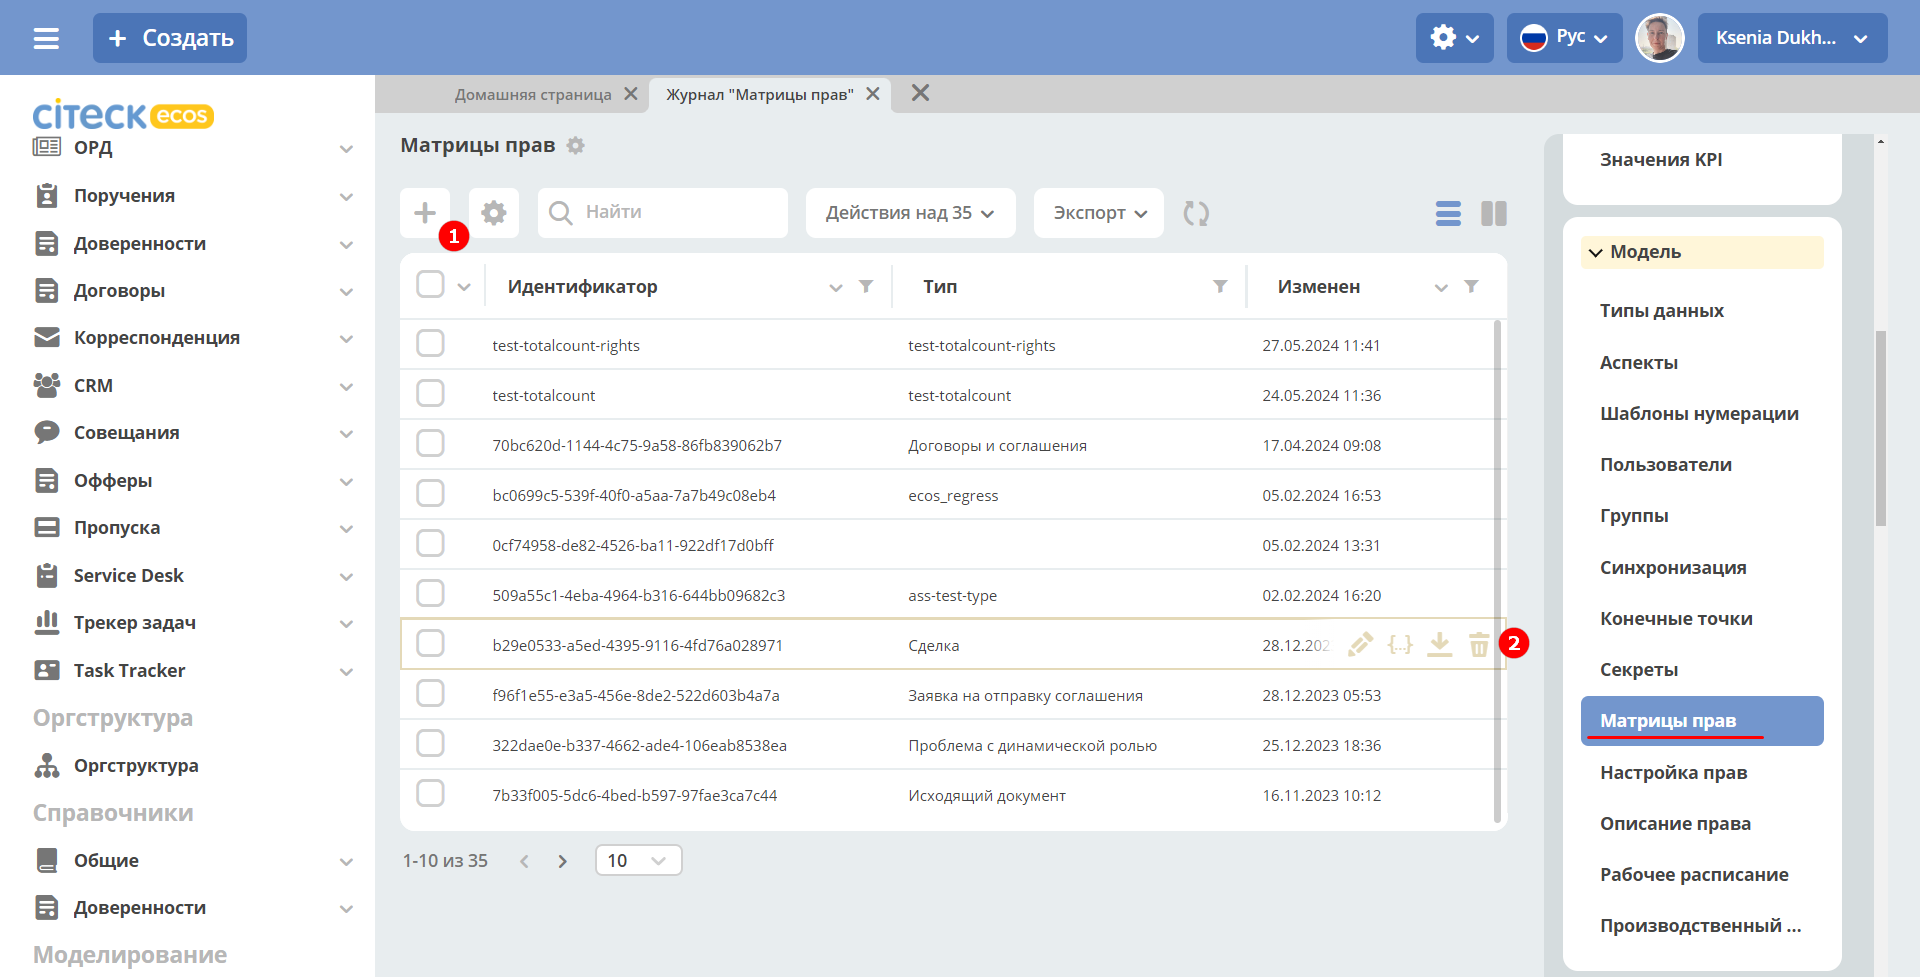 Создать
Рус
Ksenia Dukh...
citeck ecos
ОРД
Поручения
Доверенности
Договоры
Корреспонденция
CRM
Совещания
Офферы
Пропуска
Service Desk
Трекер задач
Task Tracker
Оргструктура
Оргструктура
Справочники
Общие
Доверенности
Моделирование
Домашняя страница
Журнал "Матрицы прав"
Матрицы прав
1
Найти
Действия над 35
Экспорт
Идентификатор Тип Изменен
test-totalcount-rights test-totalcount-rights 27.05.2024 11:41
test-totalcount test-totalcount 24.05.2024 11:36
70bc620d-1144-4c75-9a58-86fb839062b7 Договоры и соглашения 17.04.2024 09:08
bc0699c5-539f-40f0-a5aa-7a7b49c08eb4 ecos_regress 05.02.2024 16:53
0cf74958-de82-4526-ba11-922df17d0bff 05.02.2024 13:31
509a55c1-4eba-4964-b316-644bb09682c3 ass-test-type 02.02.2024 16:20
b29e0533-a5ed-4395-9116-4fd76a028971 Сделка 28.12.202 {...} 2
f96f1e55-e3a5-456e-8de2-522d603b4a7a Заявка на отправку соглашения 28.12.2023 05:53
322dae0e-b337-4662-ade4-106eab8538ea Проблема с динамической ролью 25.12.2023 18:36
7b33f005-5dc6-4bed-b597-97fae3ca7c44 Исходящий документ 16.11.2023 10:12
1-10 из 35
10
Значения KPI
Модель
Типы данных
Аспекты
Шаблоны нумерации
Пользователи
Группы
Синхронизация
Конечные точки
Секреты
Матрицы прав
Настройка прав
Описание права
Рабочее расписание
Производственный ...